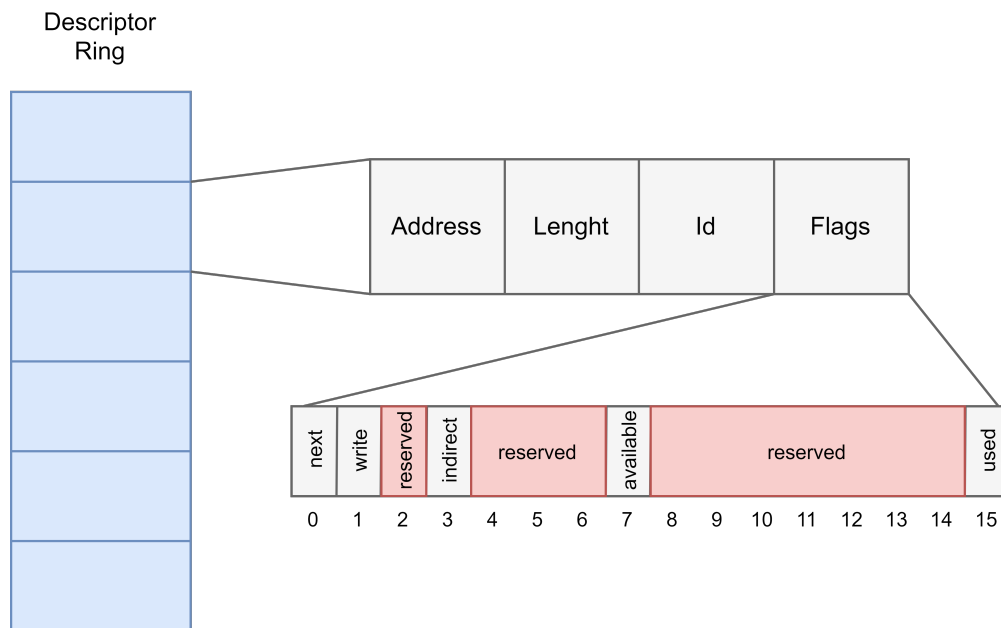 Descriptor
Ring
Address Lenght Id Flags
next write reserved indirect reserved available reserved used
0 1 2 3 4 5 6 7 8 9 10 11 12 13 14 15